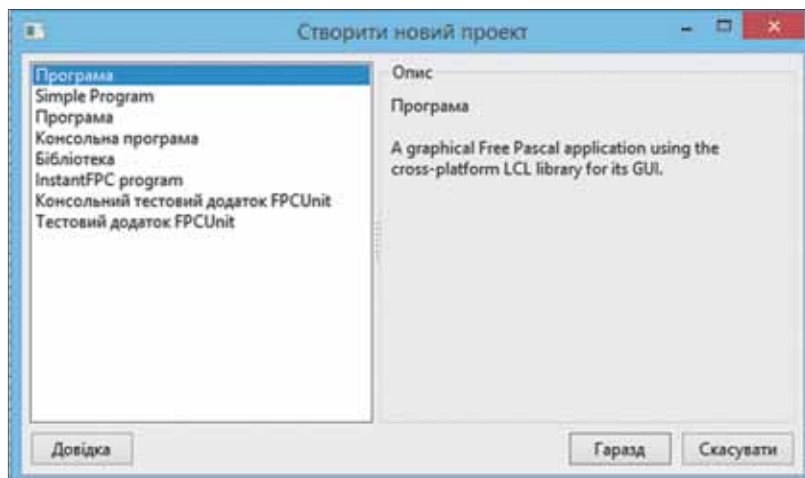 Створити новий проект
Програма
Simple Program
Програма
Консольна програма
Бібліотека
InstantFPC program
Консольний тестовий додаток FPCUnit
Тестовий додаток FPCUnit
Опис
Програма
A graphical Free Pascal application using the
cross-platform LCL library for its GUI.
Довідка
Гаразд
Скасувати